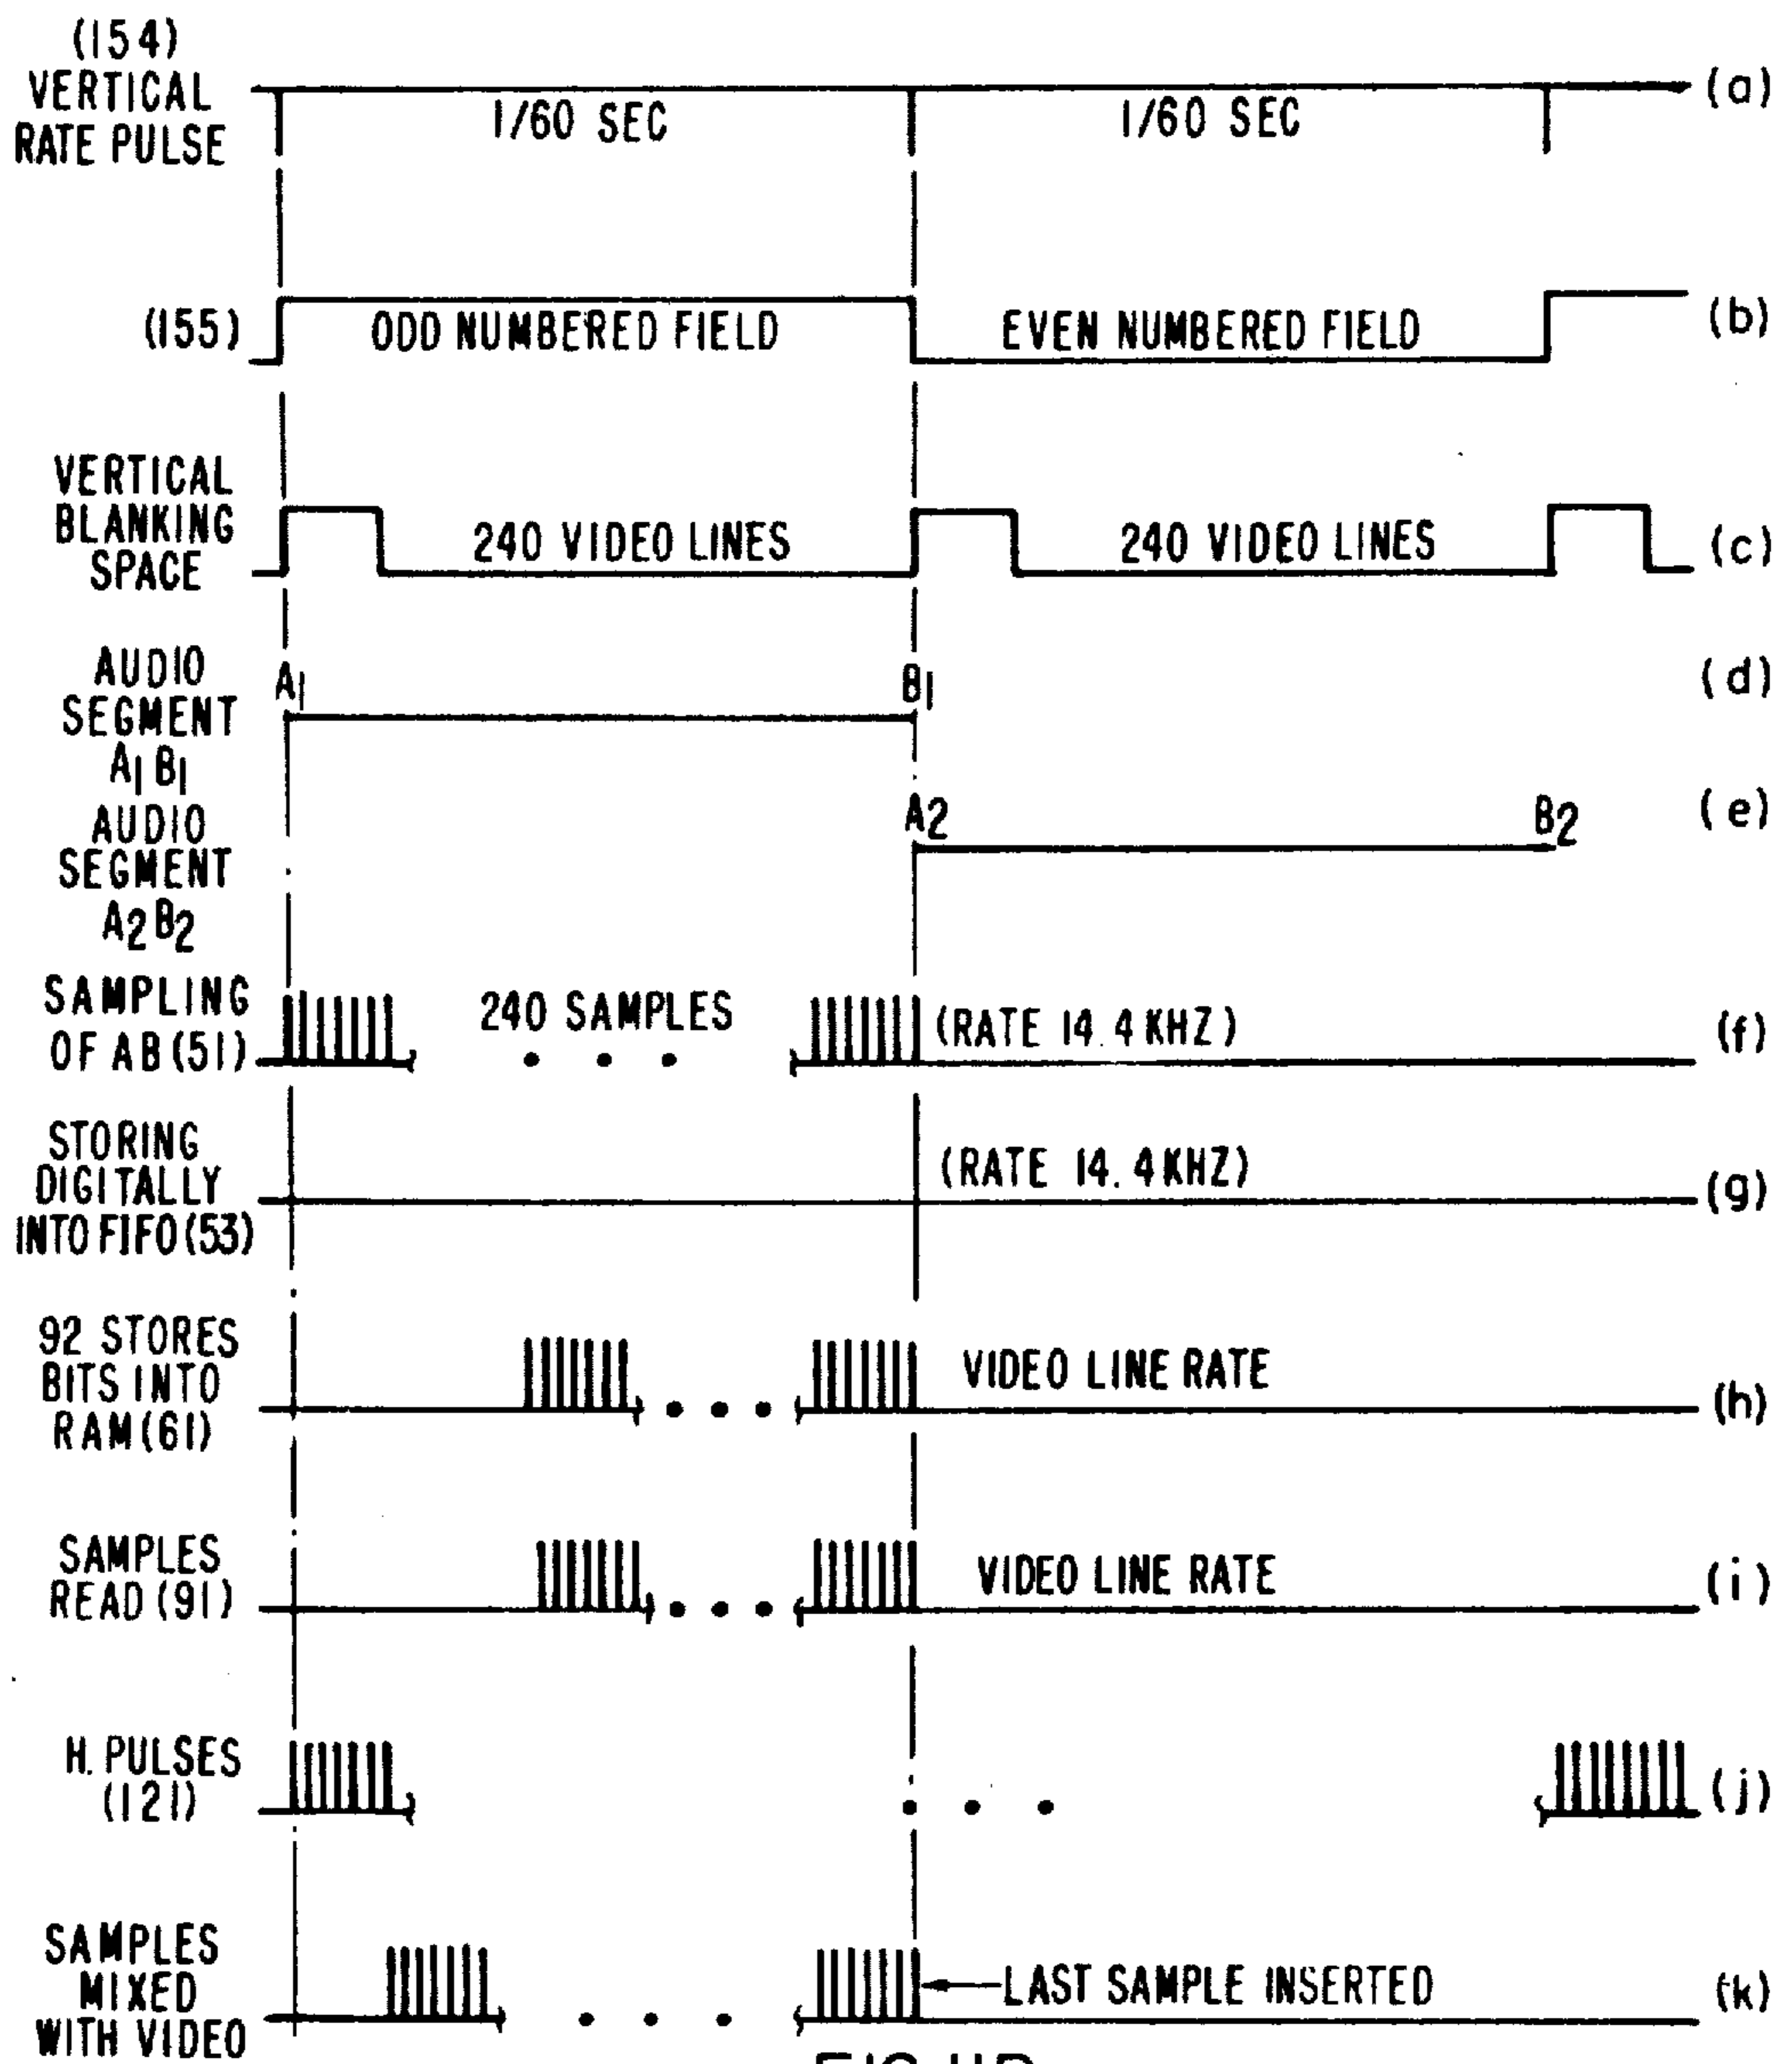 (154)
VERTICAL
RATE PULSE
1/60 SEC
1/60 SEC
(a)
(155)
ODD NUMBERED FIELD
EVEN NUMBERED FIELD
(b)
VERTICAL
BLANKING
SPACE
240 VIDEO LINES
240 VIDEO LINES
(c)
AUDIO
SEGMENT
A1 B1
A1
B1
(d)
AUDIO
SEGMENT
A2 B2
A2
B2
(e)
SAMPLING
OF AB (51)
240 SAMPLES
(RATE 14.4 KHZ)
(f)
STORING
DIGITALLY
INTO FIFO (53)
(RATE 14.4 KHZ)
(g)
92 STORES
BITS INTO
RAM (61)
VIDEO LINE RATE
(h)
SAMPLES
READ (91)
VIDEO LINE RATE
(i)
H. PULSES
(121)
(j)
SAMPLES
MIXED
WITH VIDEO
LAST SAMPLE INSERTED
(k)